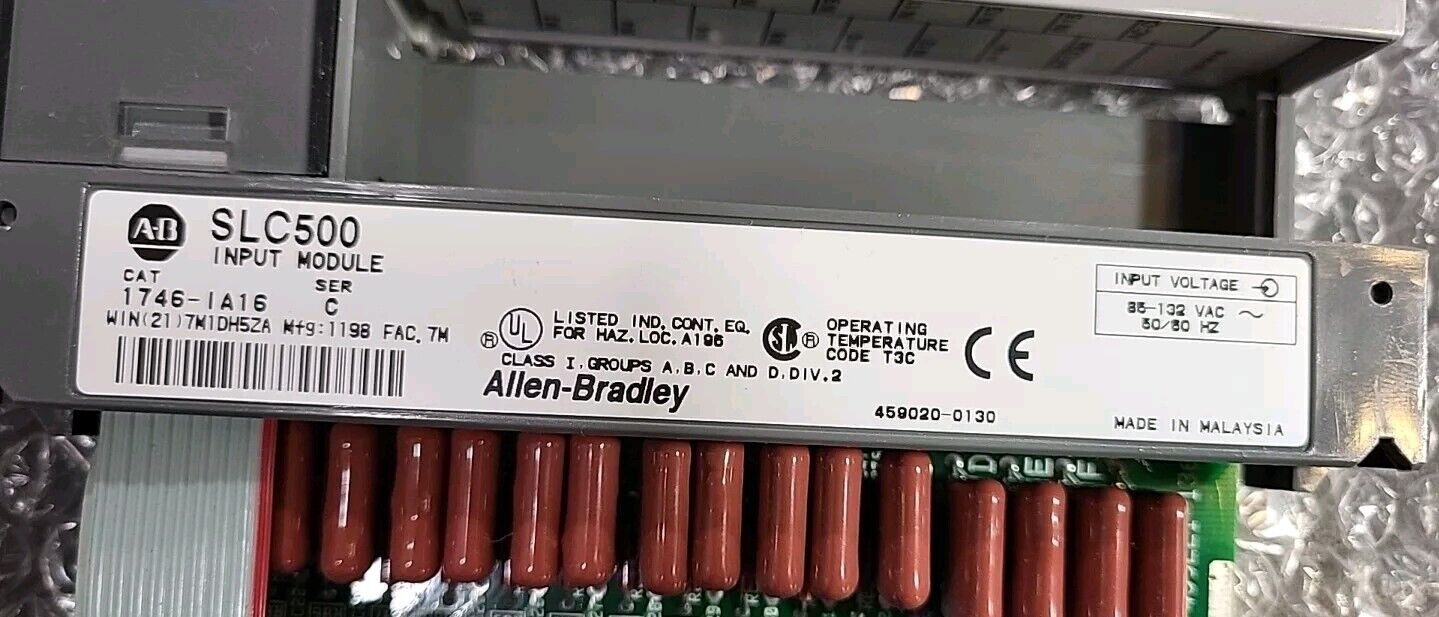 A-B
SLC500
INPUT MODULE
CAT
SER
1746-IA16
C
WIN(21)7M1DH5ZA Mfg:1198 FAC. 7M
UL
®
LISTED IND. CONT. EQ.
FOR HAZ. LOC. A196
CLASS I, GROUPS A, B, C AND D, DIV.2
SA
®
OPERATING
TEMPERATURE
CODE T3C
CE
Allen-Bradley
459020-0130
INPUT VOLTAGE
85-132 VAC ~
50/60 HZ
MADE IN MALAYSIA
D
E
F